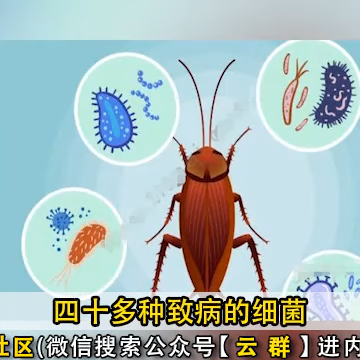 四十多种致病的细菌
社区(微信搜索公众号【云 群】进内